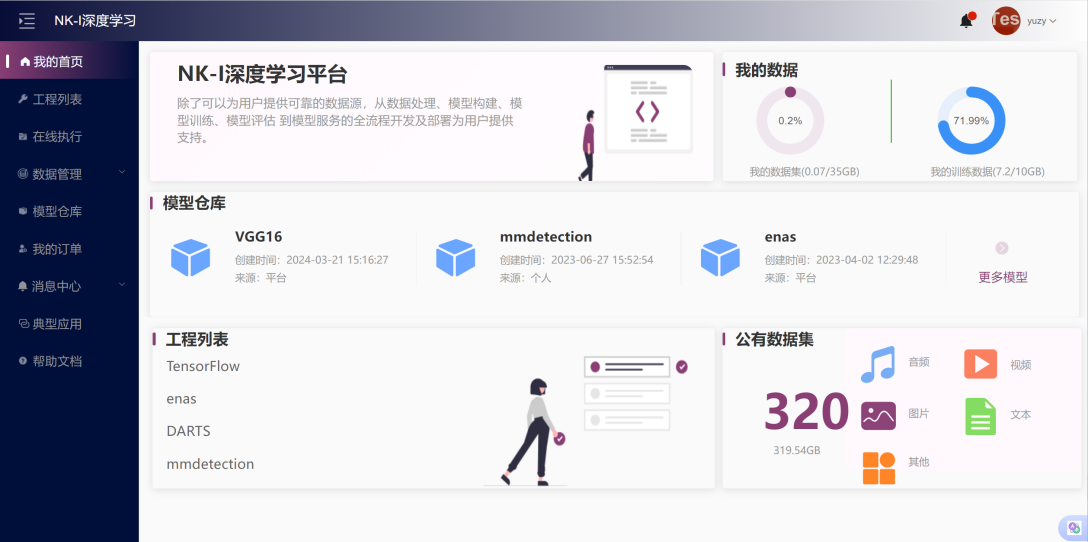 NK-I深度学习
Tes
yuzy
我的首页
工程列表
在线执行
数据管理
模型仓库
我的订单
消息中心
典型应用
帮助文档
NK-I深度学习平台
除了可以为用户提供可靠的数据源，从数据处理、模型构建、模
型训练、模型评估 到模型服务的全流程开发及部署为用户提供
支持。
我的数据
0.2%
71.99%
我的数据集(0.07/35GB)
我的训练数据(7.2/10GB)
模型仓库
VGG16
创建时间：2024-03-21 15:16:27
来源：平台
mmdetection
创建时间：2023-06-27 15:52:54
来源：个人
enas
创建时间：2023-04-02 12:29:48
来源：平台
更多模型
工程列表
TensorFlow
enas
DARTS
mmdetection
公有数据集
320
319.54GB
音频
视频
图片
文本
其他